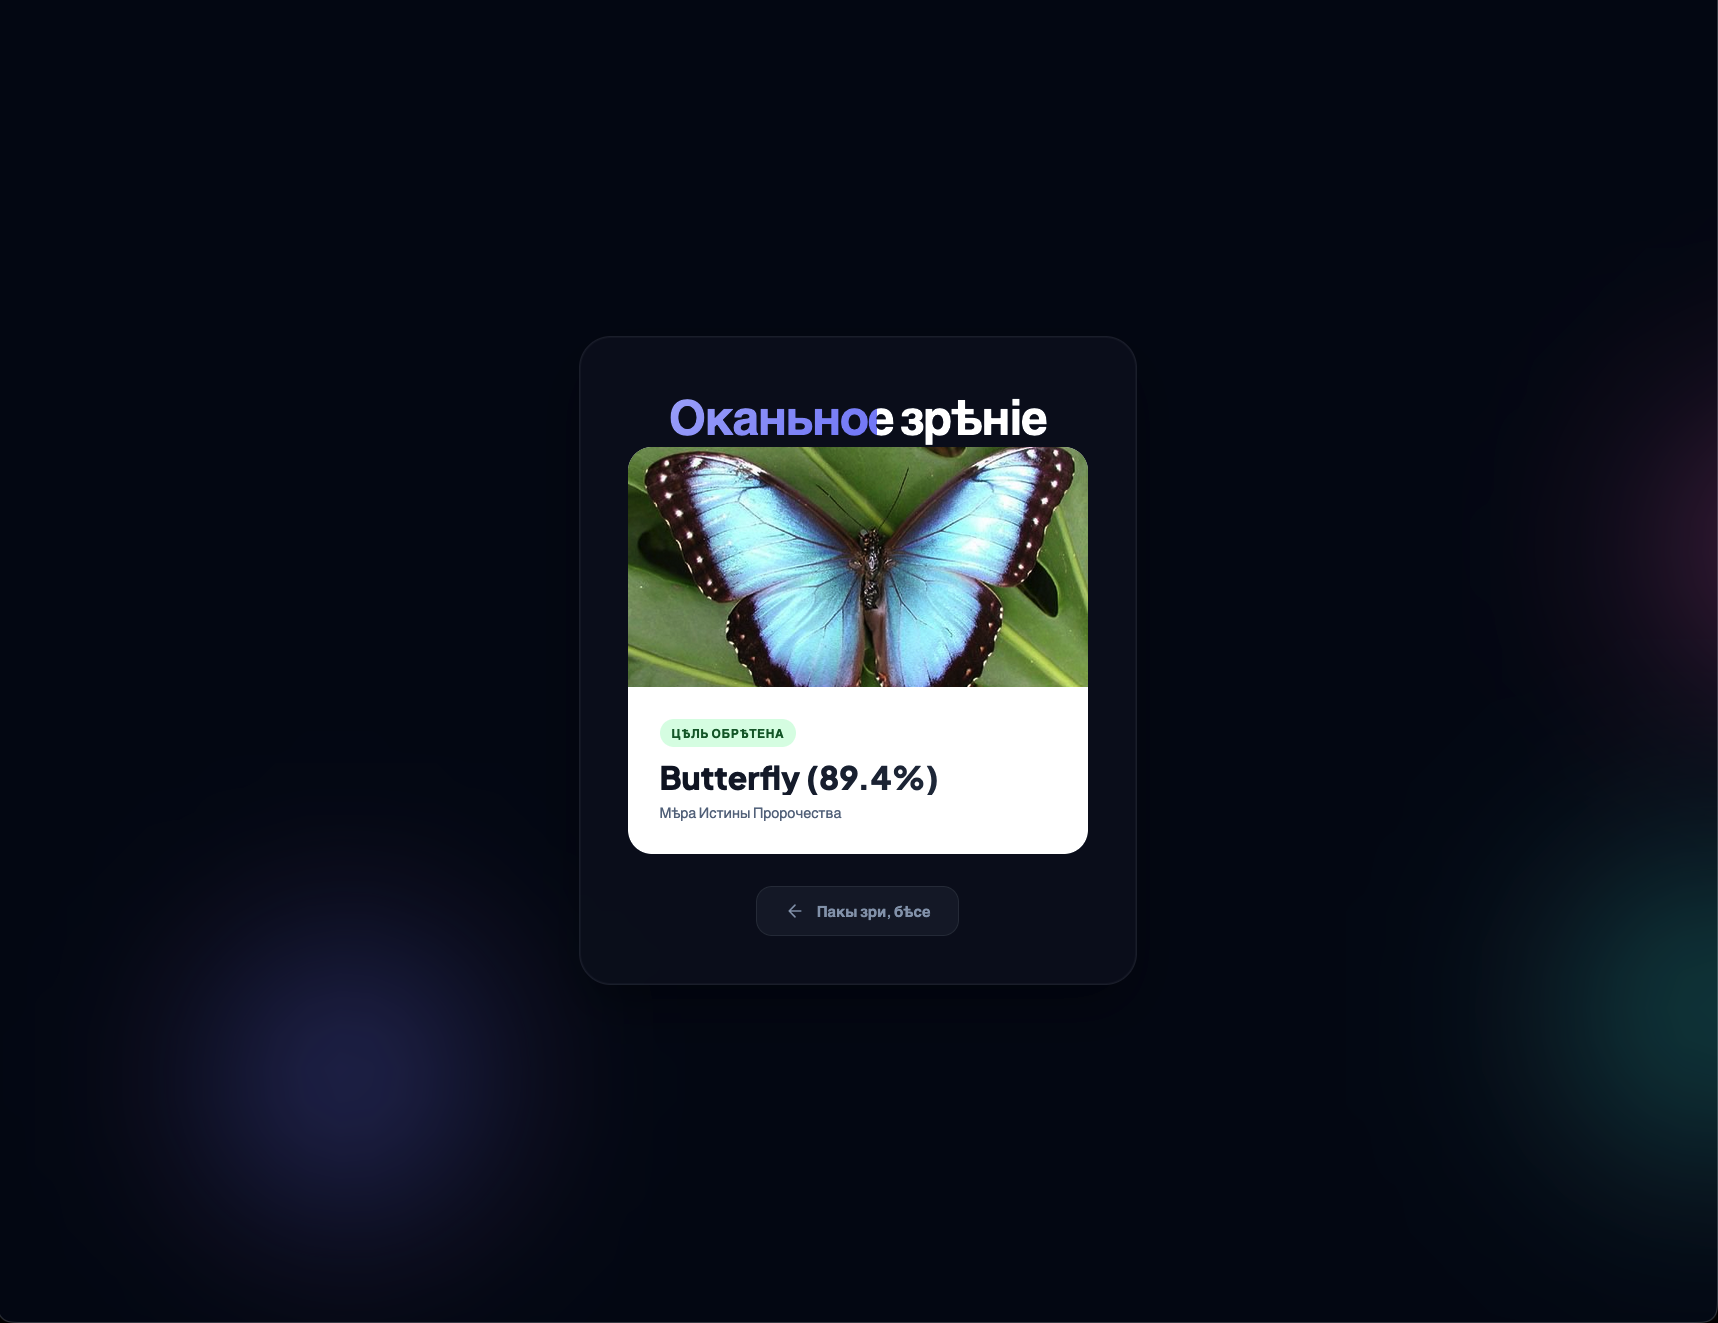 Оканьное зрѣніе
ЦѢЛЬ ОБРѢТЕНА
Butterfly (89.4%)
Мѣра Истины Пророчества
Пакы зри, бѣсе